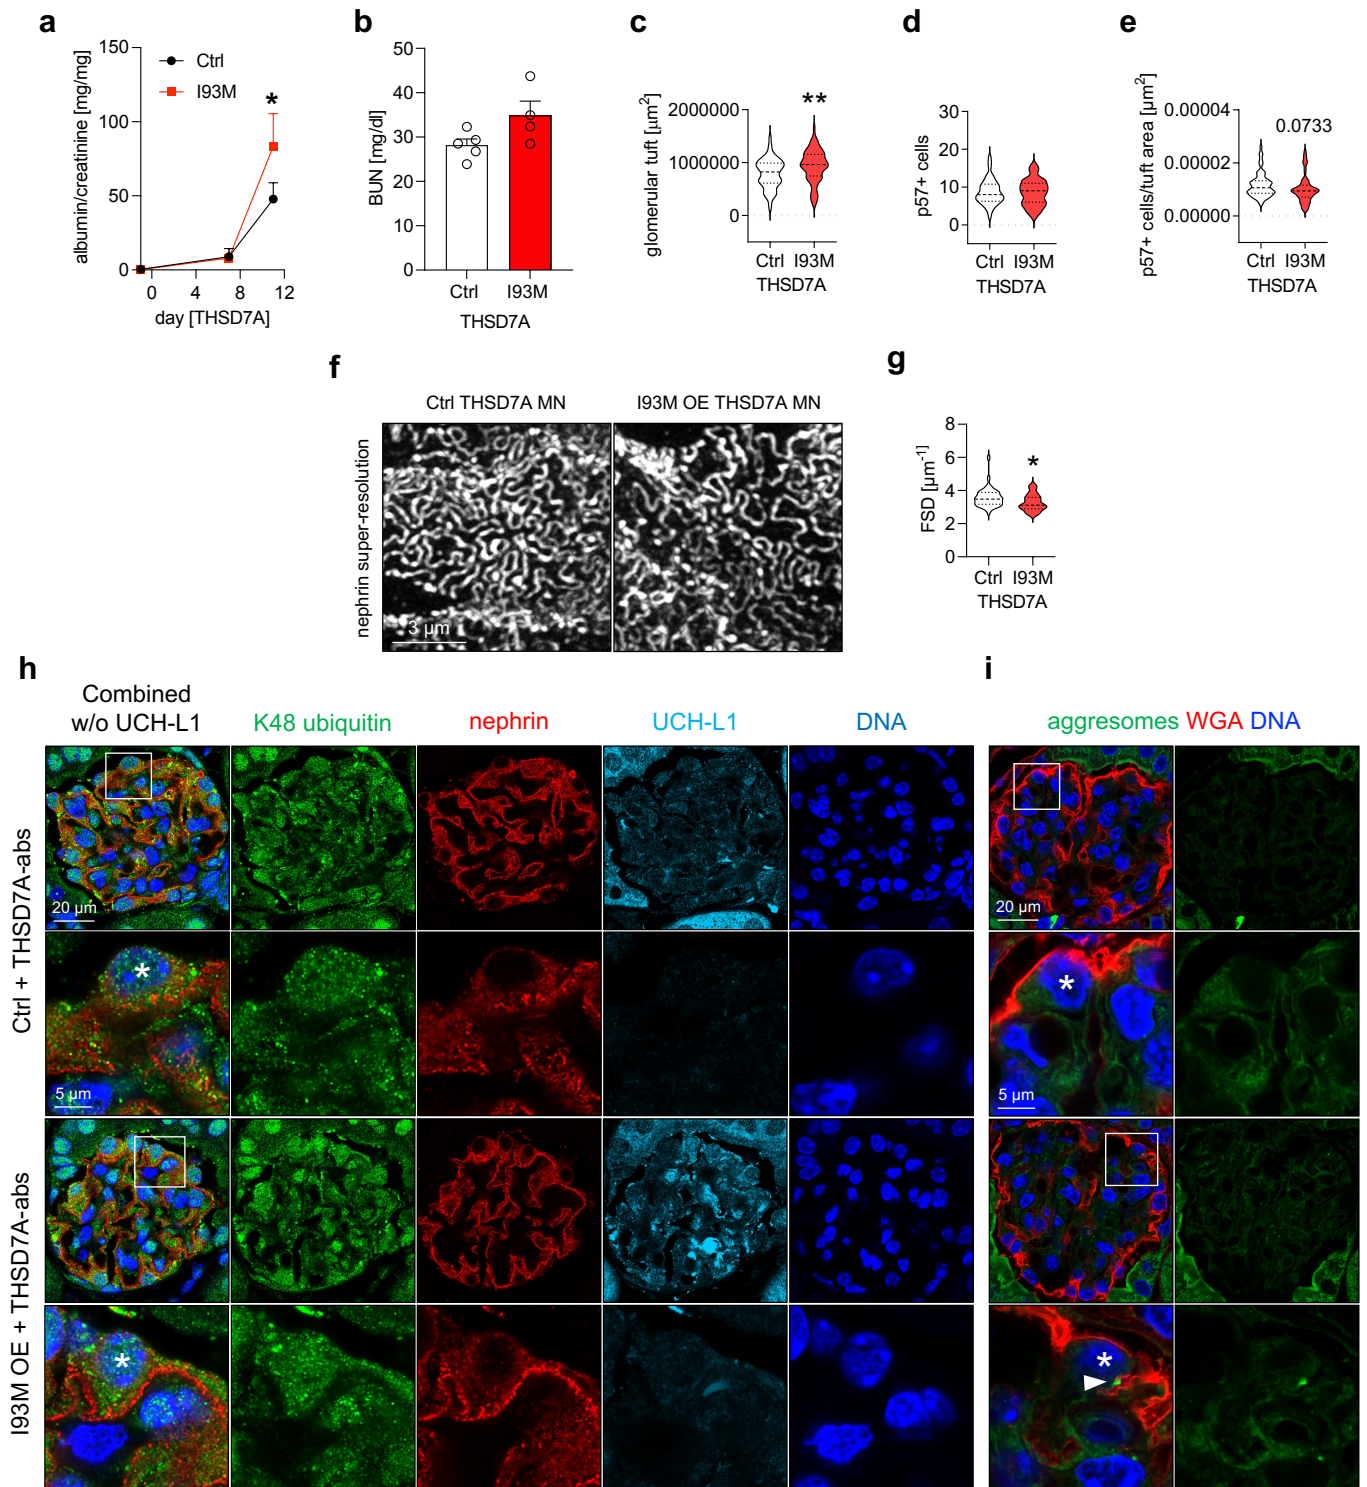 a
albumin/creatinine [mg/mg]
150
100
50
0
Ctrl
I93M
*
0 4 8 12
day [THSD7A]
b
BUN [mg/dl]
50
40
30
20
10
0
Ctrl I93M
THSD7A
c
glomerular tuft [µm²]
2000000
1000000
0
**
Ctrl I93M
THSD7A
d
p57+ cells
30
20
10
0
Ctrl I93M
THSD7A
e
p57+ cells/tuft area [µm²]
0.00004
0.00002
0.00000
0.0733
Ctrl I93M
THSD7A
f
Ctrl THSD7A MN I93M OE THSD7A MN
nephrin super-resolution
3 µm
g
FSD [µm⁻¹]
8
6
4
2
0
*
Ctrl I93M
THSD7A
h
Combined
w/o UCH-L1
K48 ubiquitin
nephrin
UCH-L1
DNA
Ctrl + THSD7A-abs
20 µm
*
5 µm
I93M OE + THSD7A-abs
*
i
aggresomes WGA DNA
20 µm
*
5 µm
*